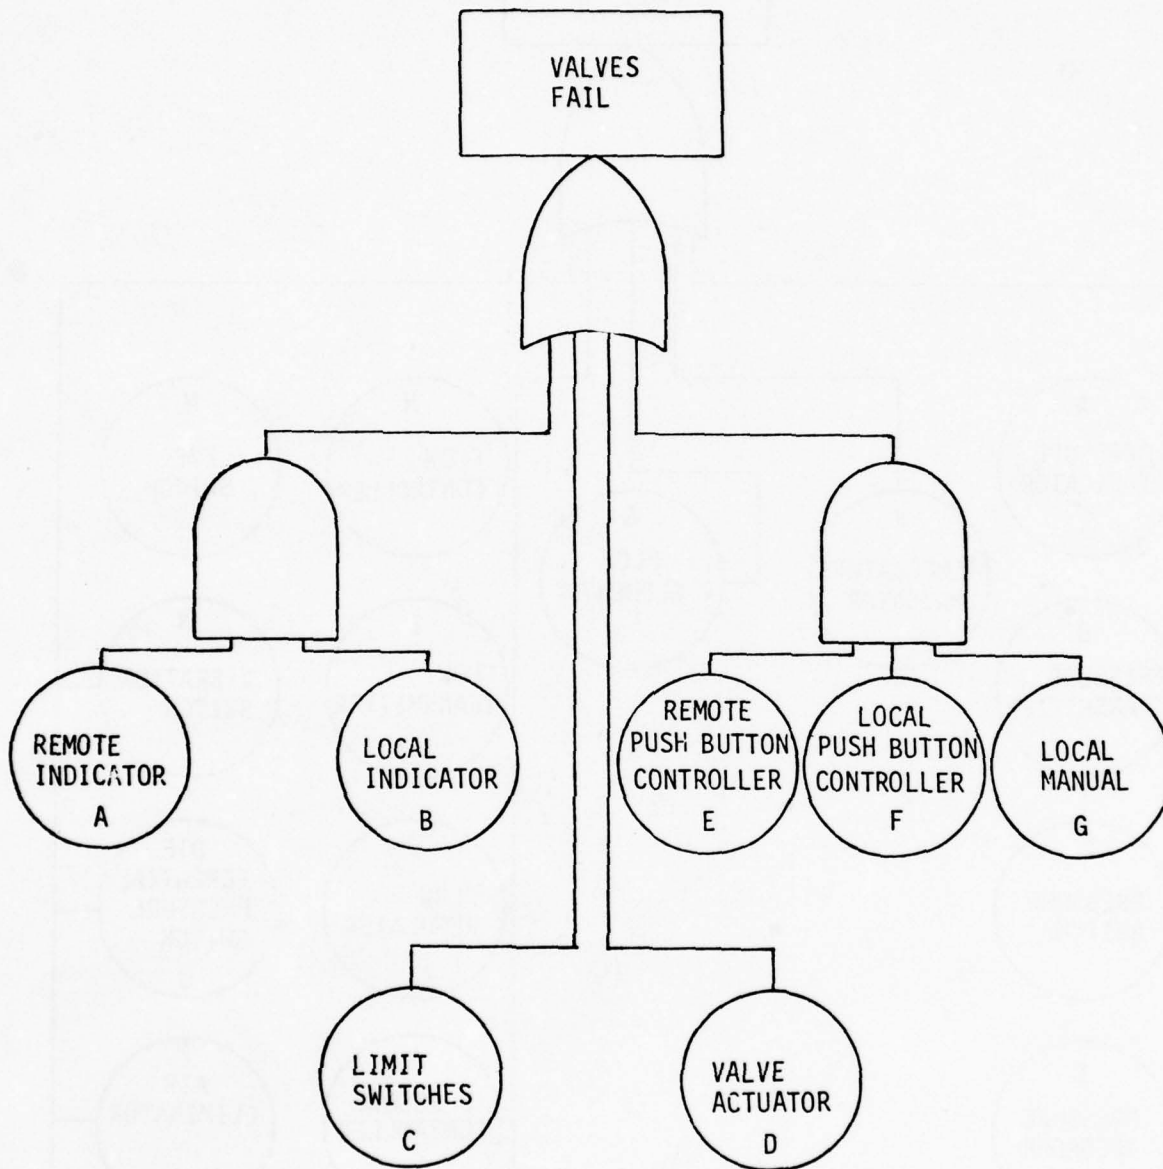 VALVES
FAIL
REMOTE
INDICATOR
A
LOCAL
INDICATOR
B
REMOTE
PUSH BUTTON
CONTROLLER
E
LOCAL
PUSH BUTTON
CONTROLLER
F
LOCAL
MANUAL
G
LIMIT
SWITCHES
C
VALVE
ACTUATOR
D